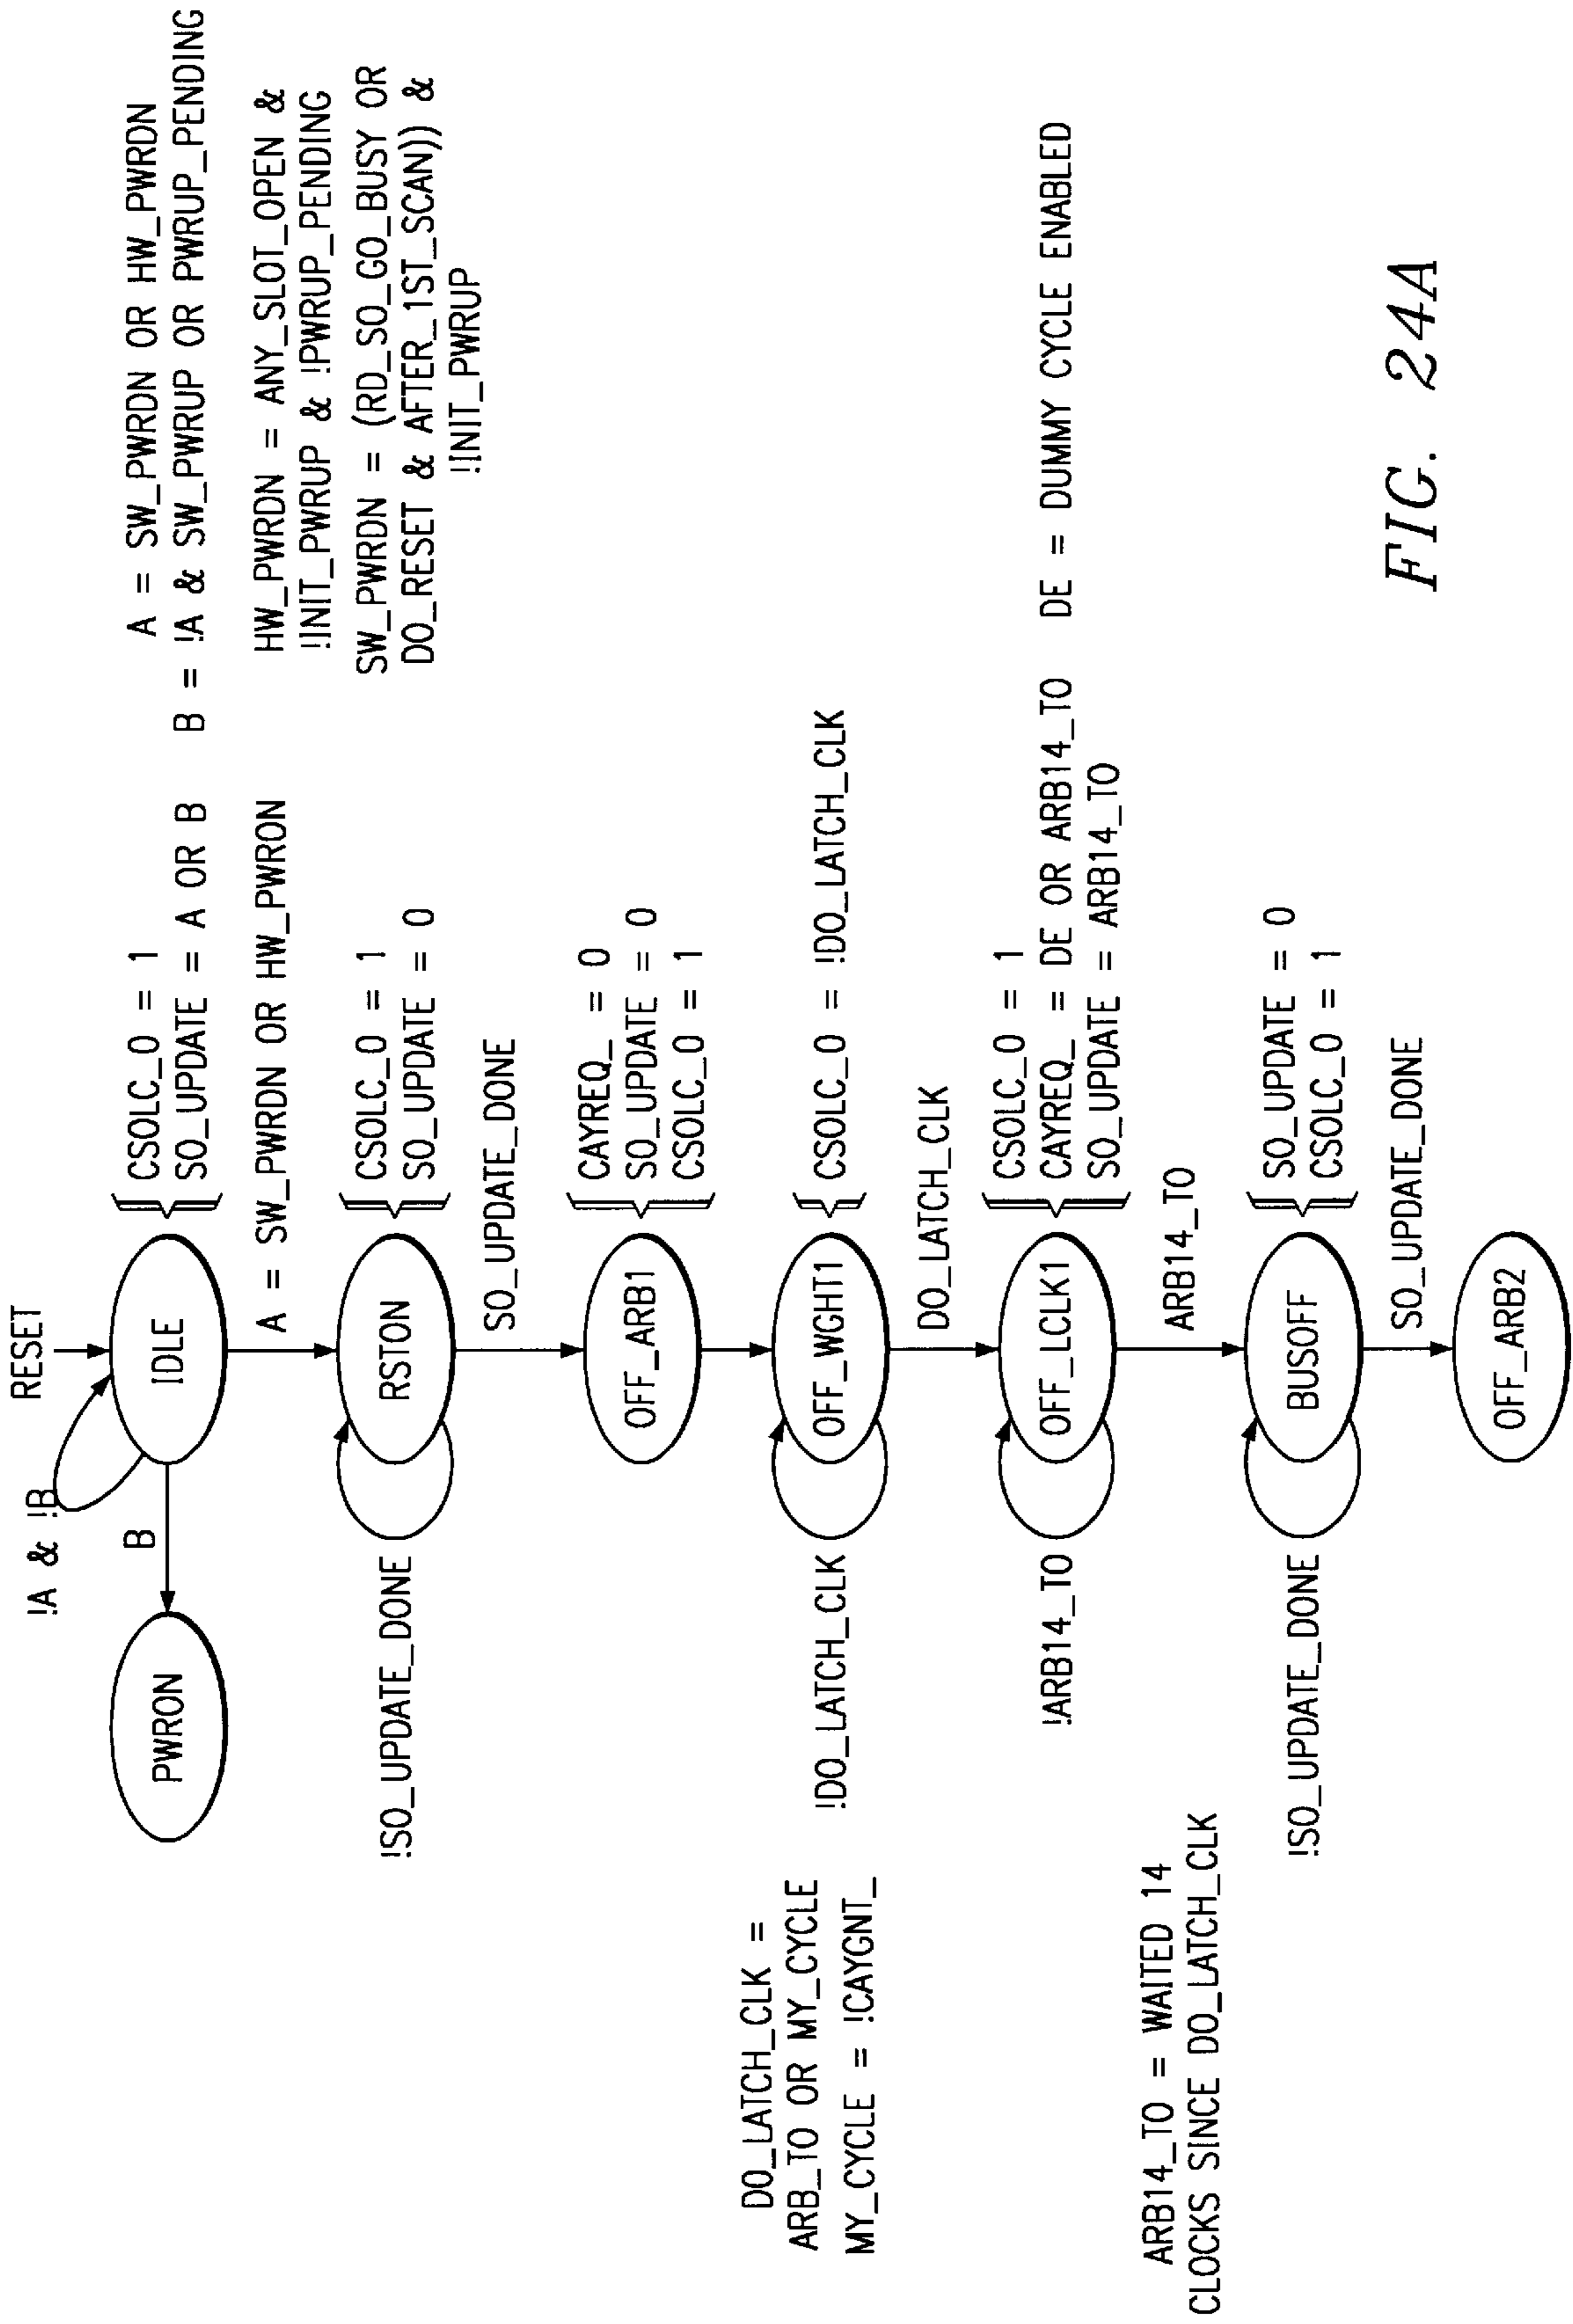 RESET
!A & !B
B
PWRON
IDLE
CSOLC_0 = 1
SO_UPDATE = A OR B
A = SW_PWRDN OR HW_PWRDN
B = !A & SW_PWRUP OR PWRUP_PENDING
A = SW_PWRDN OR HW_PWRON
HW_PWRDN = ANY_SLOT_OPEN &
!INIT_PWRUP & !PWRUP_PENDING
SW_PWRDN = (RD_SO_GO_BUSY OR
DO_RESET & AFTER_1ST_SCAN)) &
!INIT_PWRUP
!SO_UPDATE_DONE
RSTON
CSOLC_0 = 1
SO_UPDATE = 0
SO_UPDATE_DONE
OFF_ARB1
CAYREQ_ = 0
SO_UPDATE = 0
CSOLC_0 = 1
DO_LATCH_CLK =
ARB_TO OR MY_CYCLE
MY_CYCLE = !CAYGNT_
!DO_LATCH_CLK
OFF_WGHT1
CSOLC_0 = !DO_LATCH_CLK
DO_LATCH_CLK
!ARB14_TO
OFF_LCLK1
CSOLC_0 = 1
CAYREQ_ = DE OR ARB14_TO
SO_UPDATE = ARB14_TO
DE = DUMMY CYCLE ENABLED
ARB14_TO
ARB14_TO = WAITED 14
CLOCKS SINCE DO_LATCH_CLK
!SO_UPDATE_DONE
BUSOFF
SO_UPDATE = 0
CSOLC_0 = 1
SO_UPDATE_DONE
OFF_ARB2
FIG. 24A